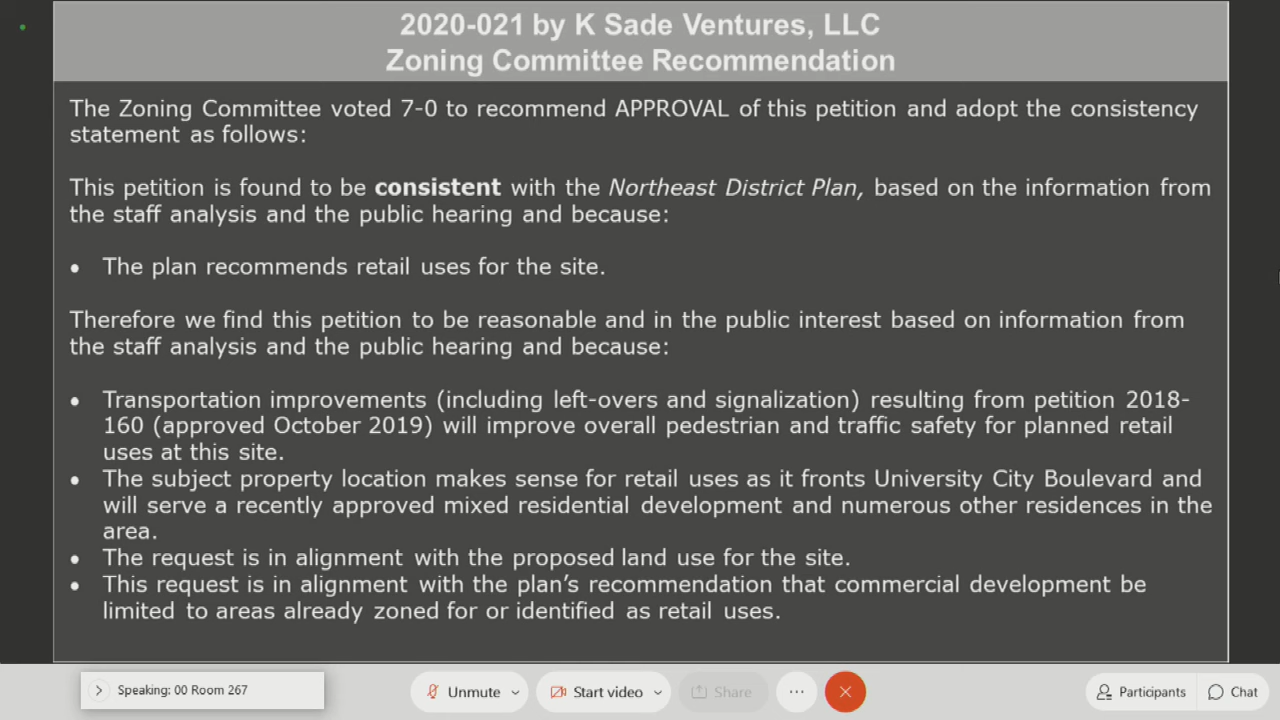 2020-021 by K Sade Ventures, LLC
Zoning Committee Recommendation
The Zoning Committee voted 7-0 to recommend APPROVAL of this petition and adopt the consistency
statement as follows:
This petition is found to be consistent with the Northeast District Plan, based on the information from
the staff analysis and the public hearing and because:
• The plan recommends retail uses for the site.
Therefore we find this petition to be reasonable and in the public interest based on information from
the staff analysis and the public hearing and because:
• Transportation improvements (including left-overs and signalization) resulting from petition 2018-
160 (approved October 2019) will improve overall pedestrian and traffic safety for planned retail
uses at this site.
• The subject property location makes sense for retail uses as it fronts University City Boulevard and
will serve a recently approved mixed residential development and numerous other residences in the
area.
• The request is in alignment with the proposed land use for the site.
• This request is in alignment with the plan's recommendation that commercial development be
limited to areas already zoned for or identified as retail uses.
Speaking: 00 Room 267
Unmute
Start video
Share
Participants
Chat